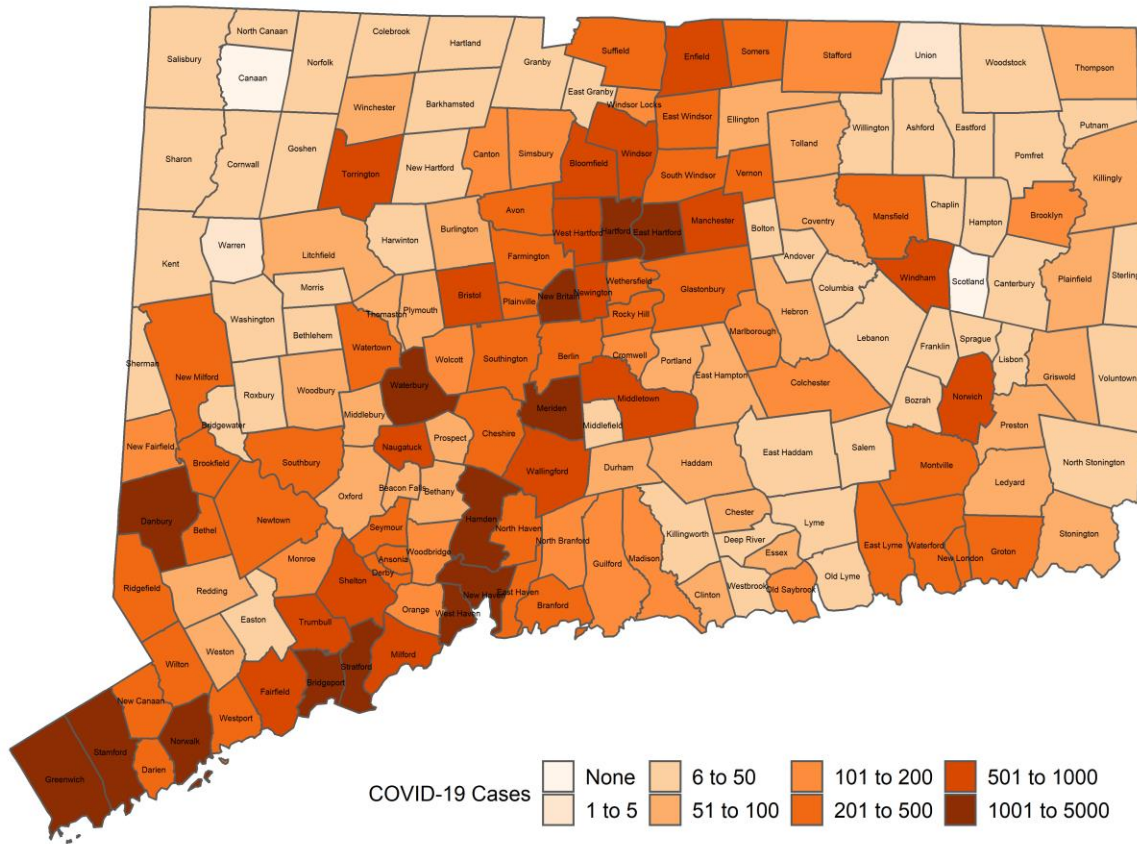 North Canaan
Colebrook
Hartland
Suffield
Enfield
Somers
Stafford
Union
Woodstock
Thompson
Salisbury
Canaan
Norfolk
Granby
East Granby
Windsor Locks
Winchester
Barkhamsted
East Windsor
Ellington
Willington
Ashford
Eastford
Putnam
Sharon
Cornwall
Goshen
Torrington
New Hartford
Canton
Simsbury
Bloomfield
Windsor
South Windsor
Vernon
Tolland
Pomfret
Killingly
Kent
Warren
Litchfield
Harwinton
Burlington
Avon
West Hartford
Hartford
East Hartford
Manchester
Bolton
Coventry
Mansfield
Chaplin
Hampton
Brooklyn
Farmington
Andover
Morris
Bristol
Plainville
New Britain
Newington
Wethersfield
Glastonbury
Columbia
Windham
Scotland
Canterbury
Plainfield
Sterling
Washington
Bethlehem
Thomaston
Plymouth
Rocky Hill
Hebron
Sherman
New Milford
Watertown
Wolcott
Southington
Berlin
Cromwell
Portland
Marlborough
Lebanon
Franklin
Sprague
Lisbon
Griswold
Voluntown
Roxbury
Woodbury
Waterbury
East Hampton
Colchester
Bridgewater
Middlebury
Meriden
Middletown
Bozrah
Norwich
Preston
New Fairfield
Brookfield
Southbury
Naugatuck
Prospect
Cheshire
Middlefield
Wallingford
Durham
Haddam
East Haddam
Salem
Montville
North Stonington
Danbury
Bethel
Newtown
Oxford
Beacon Falls
Bethany
Hamden
Ledyard
Seymour
North Haven
North Branford
Killingworth
Chester
Lyme
Deep River
Essex
Ridgefield
Redding
Monroe
Ansonia
Derby
Woodbridge
Guilford
Madison
East Lyme
Waterford
New London
Groton
Stonington
Shelton
Orange
New Haven
East Haven
Branford
Clinton
Westbrook
Old Saybrook
Old Lyme
Easton
Trumbull
West Haven
Wilton
Weston
Milford
Stratford
Fairfield
Bridgeport
New Canaan
Westport
Norwalk
Stamford
Darien
Greenwich
COVID-19 Cases
None
1 to 5
6 to 50
51 to 100
101 to 200
201 to 500
501 to 1000
1001 to 5000